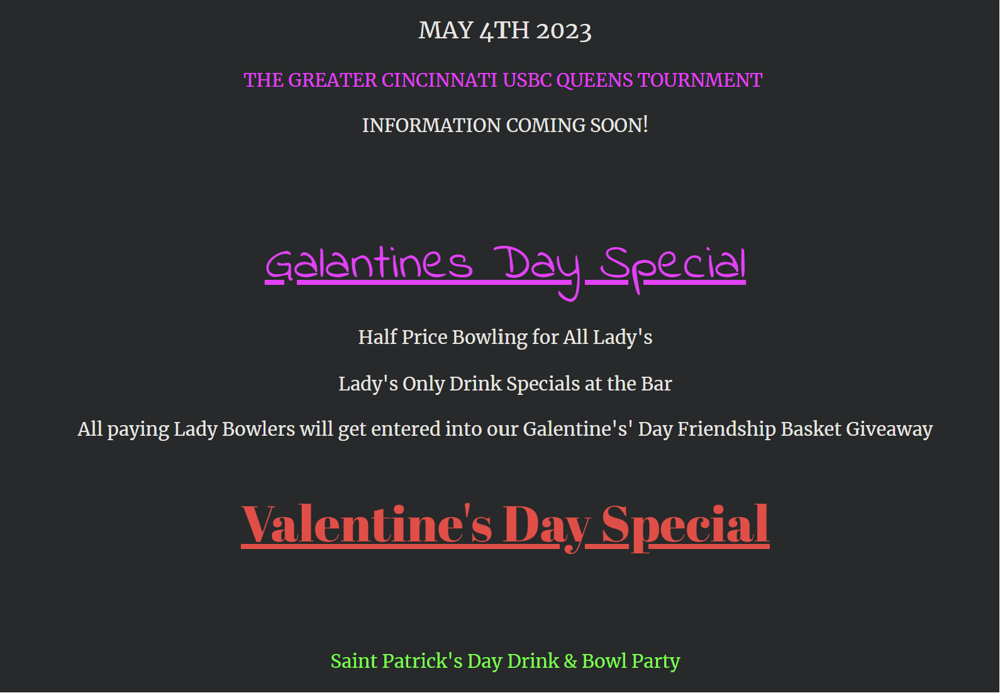 MAY 4TH 2023
THE GREATER CINCINNATI USBC QUEENS TOURNMENT
INFORMATION COMING SOON!
Galantines Day Special
Half Price Bowling for All Lady's
Lady's Only Drink Specials at the Bar
All paying Lady Bowlers will get entered into our Galentine's' Day Friendship Basket Giveaway
Valentine's Day Special
Saint Patrick's Day Drink & Bowl Party